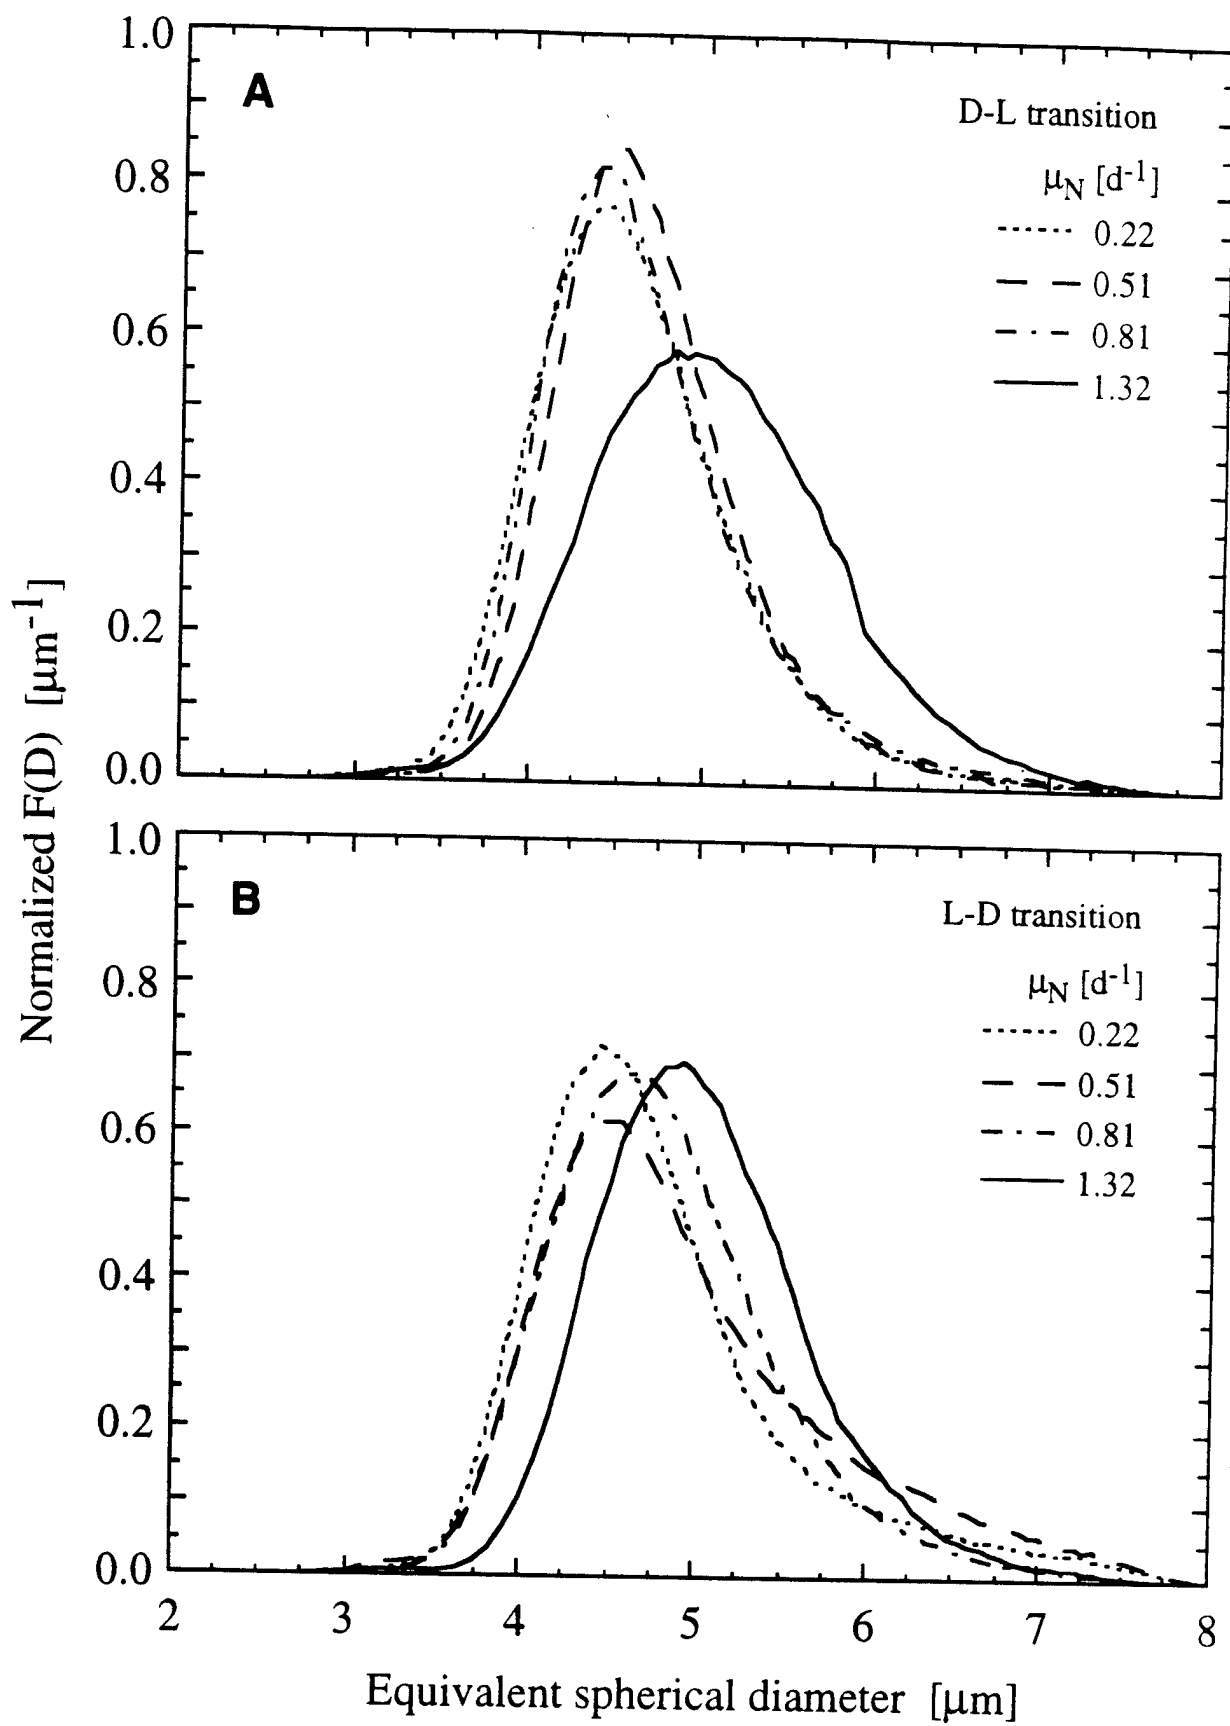 Normalized F(D) [μm⁻¹]
1.0
0.8
0.6
0.4
0.2
0.0
A
D-L transition
μN [d⁻¹]
0.22
0.51
0.81
1.32
1.0
0.8
0.6
0.4
0.2
0.0
B
L-D transition
μN [d⁻¹]
0.22
0.51
0.81
1.32
2 3 4 5 6 7 8
Equivalent spherical diameter [μm]